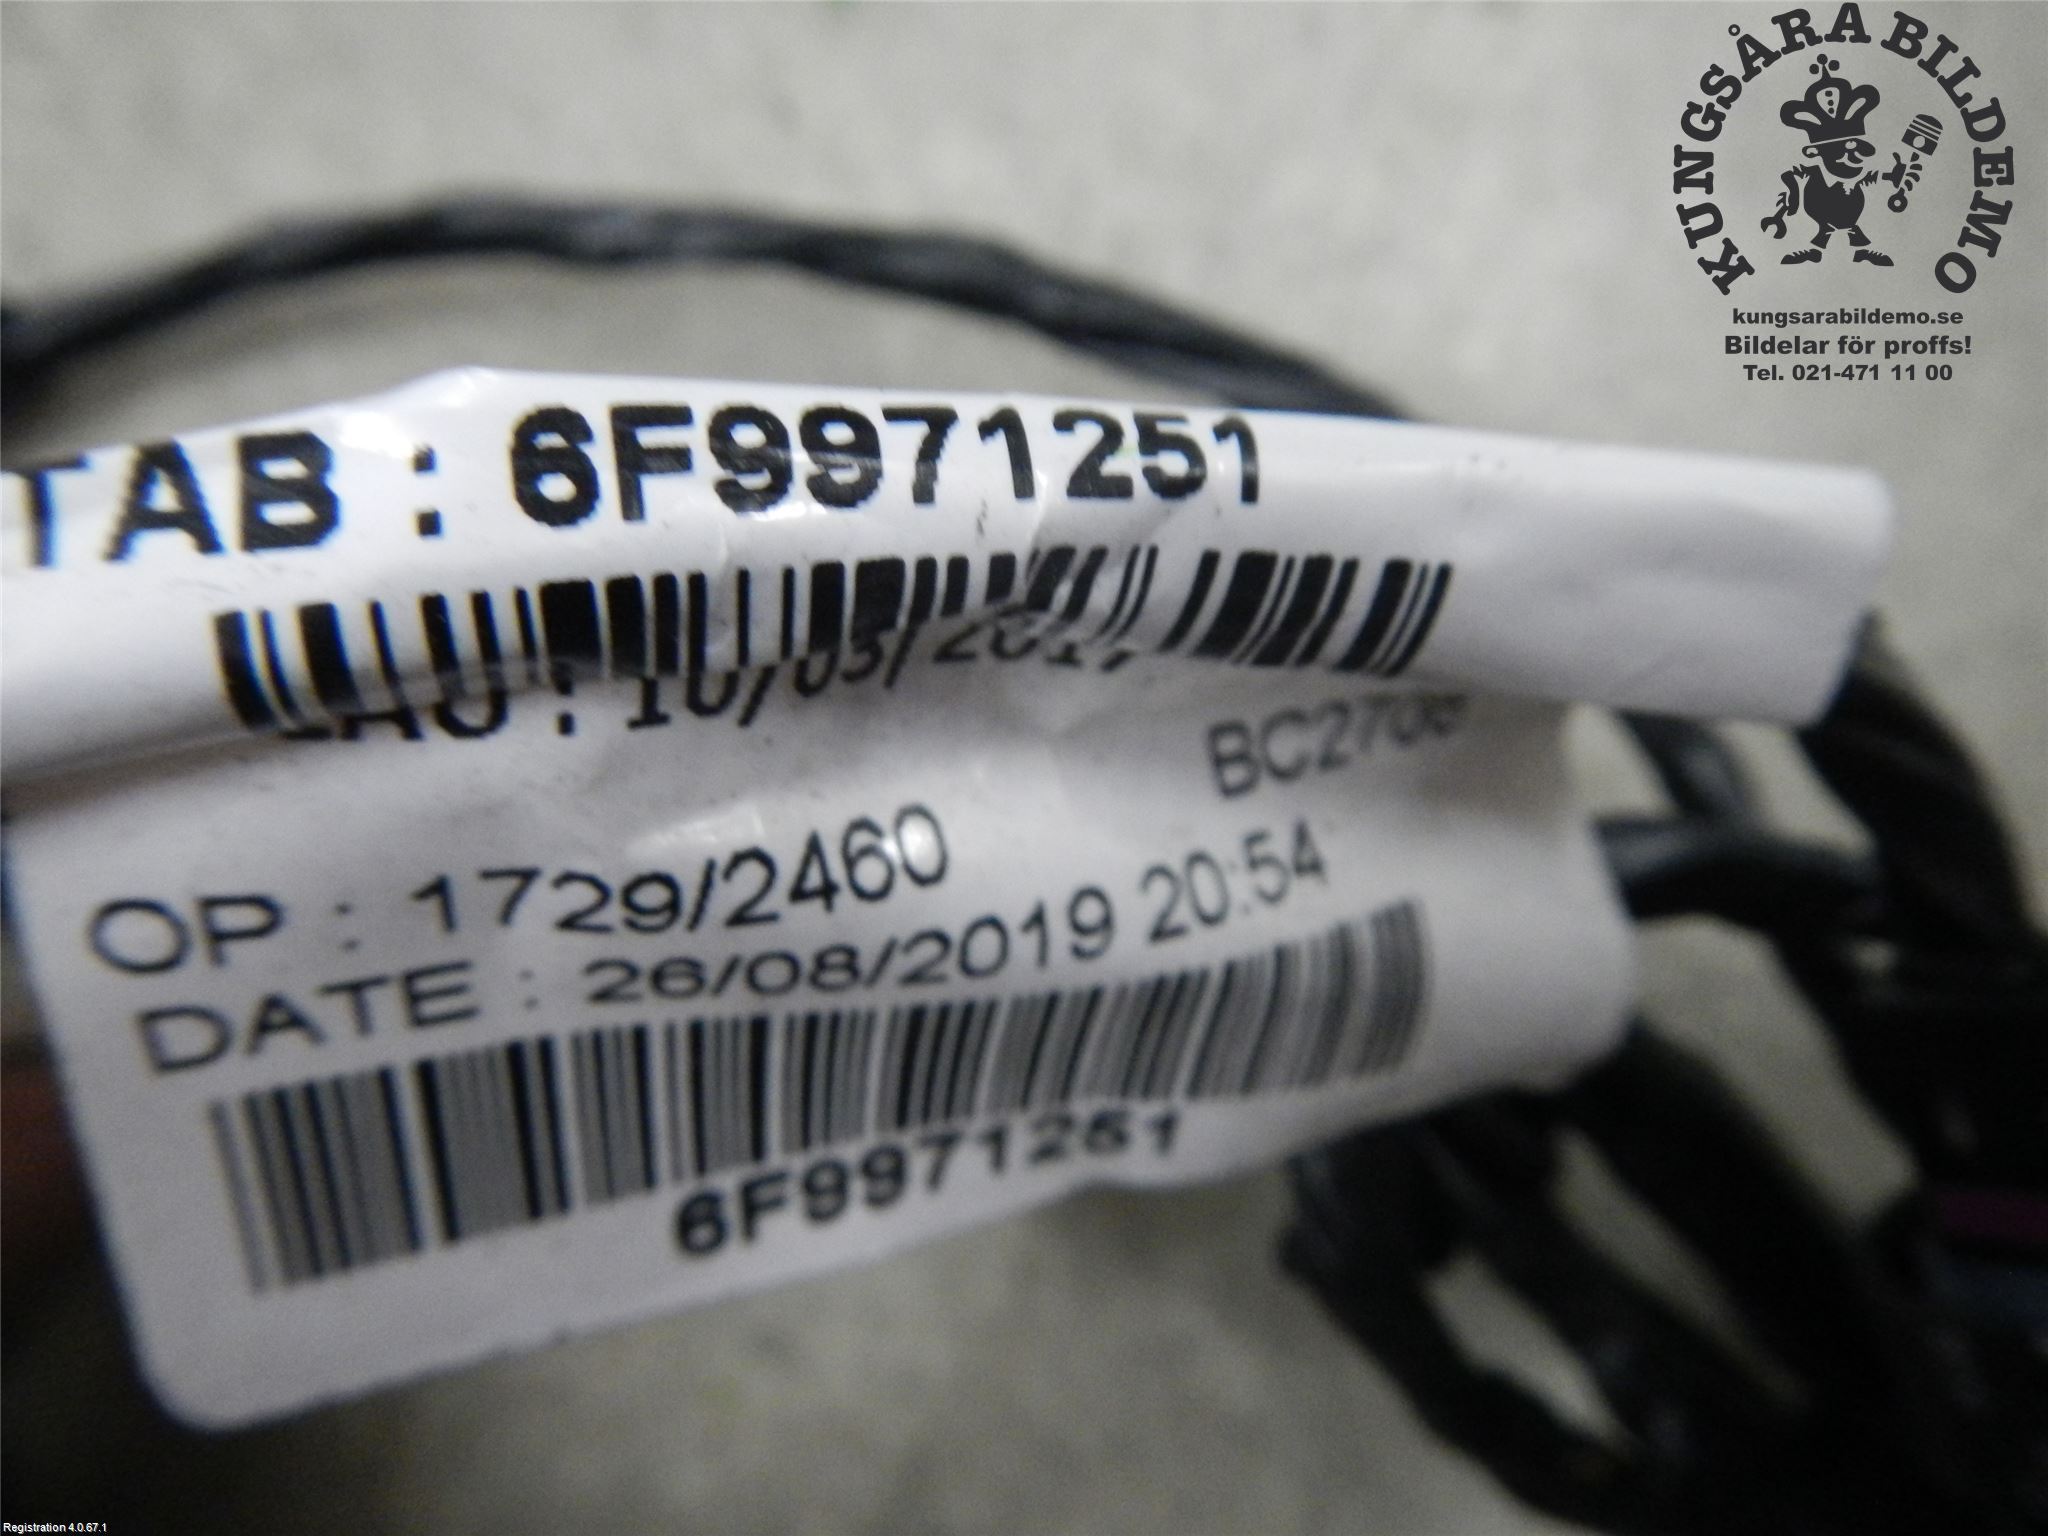 KUNGSÅRA BILDEMO
kungsarabildemo.se
Bildelar för proffs!
Tel. 021-471 11 00
TAB : 6F9971251
OP : 1729/2460
DATE : 26/08/2019 20:54
6F9971251
Registration 4.0.67.1